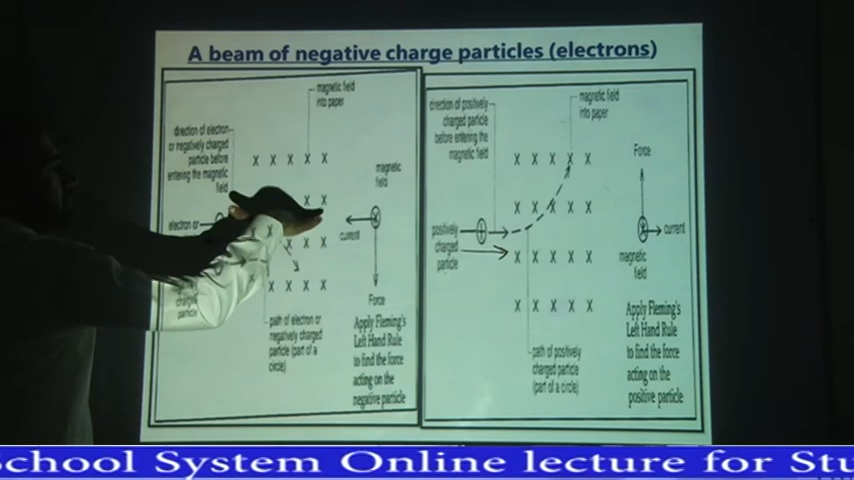 A beam of negative charge particles (electrons)
magnetic field
into paper
direction of electron
or negatively charged
particle before
entering the magnetic
field
X X X X X
magnetic
field
X X
electron or
X
current
X X X
X X X X
particle
Force
path of electron or
negatively charged
particle (part of a
circle)
Apply Fleming's
Left Hand Rule
to find the force
acting on the
negative particle
direction of positively
charged particle
before entering the
magnetic field
magnetic field
into paper
X X X X X
Force
X X X X X
positively
charged
particle
current
X X X X X
magnetic
field
X X X X X
path of positively
charged particle
(part of a circle)
Apply Fleming's
Left Hand Rule
to find the force
acting on the
positive particle
School System Online lecture for Stu